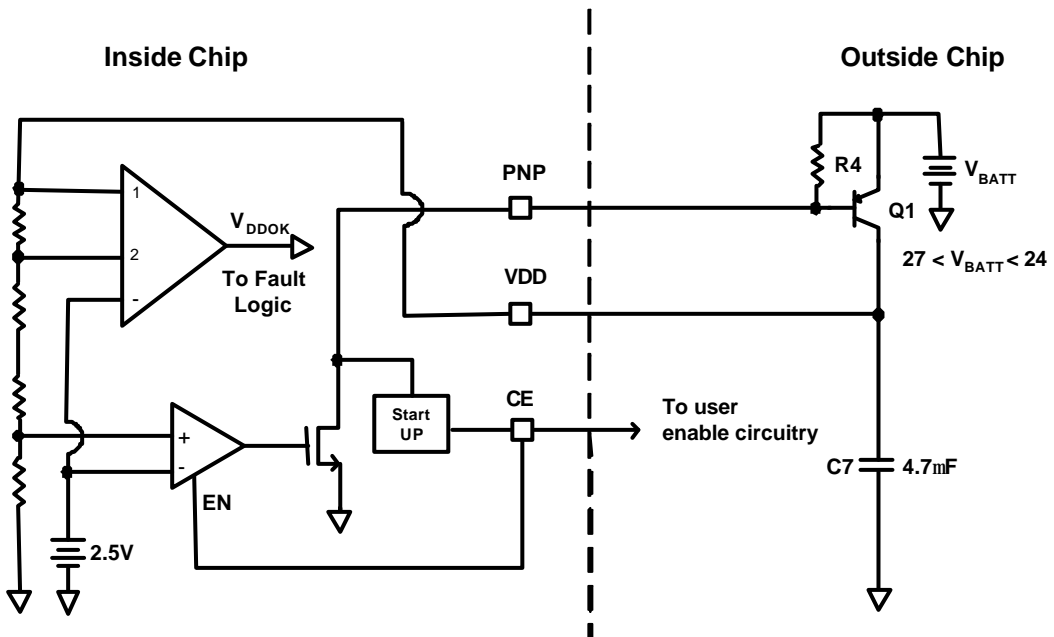 Inside Chip
Outside Chip
1
2
-
V_DDOK
To Fault
Logic
PNP
VDD
R4
V_BATT
Q1
27 < V_BATT < 24
+
-
EN
Start
UP
CE
To user
enable circuitry
C7
4.7mF
2.5V